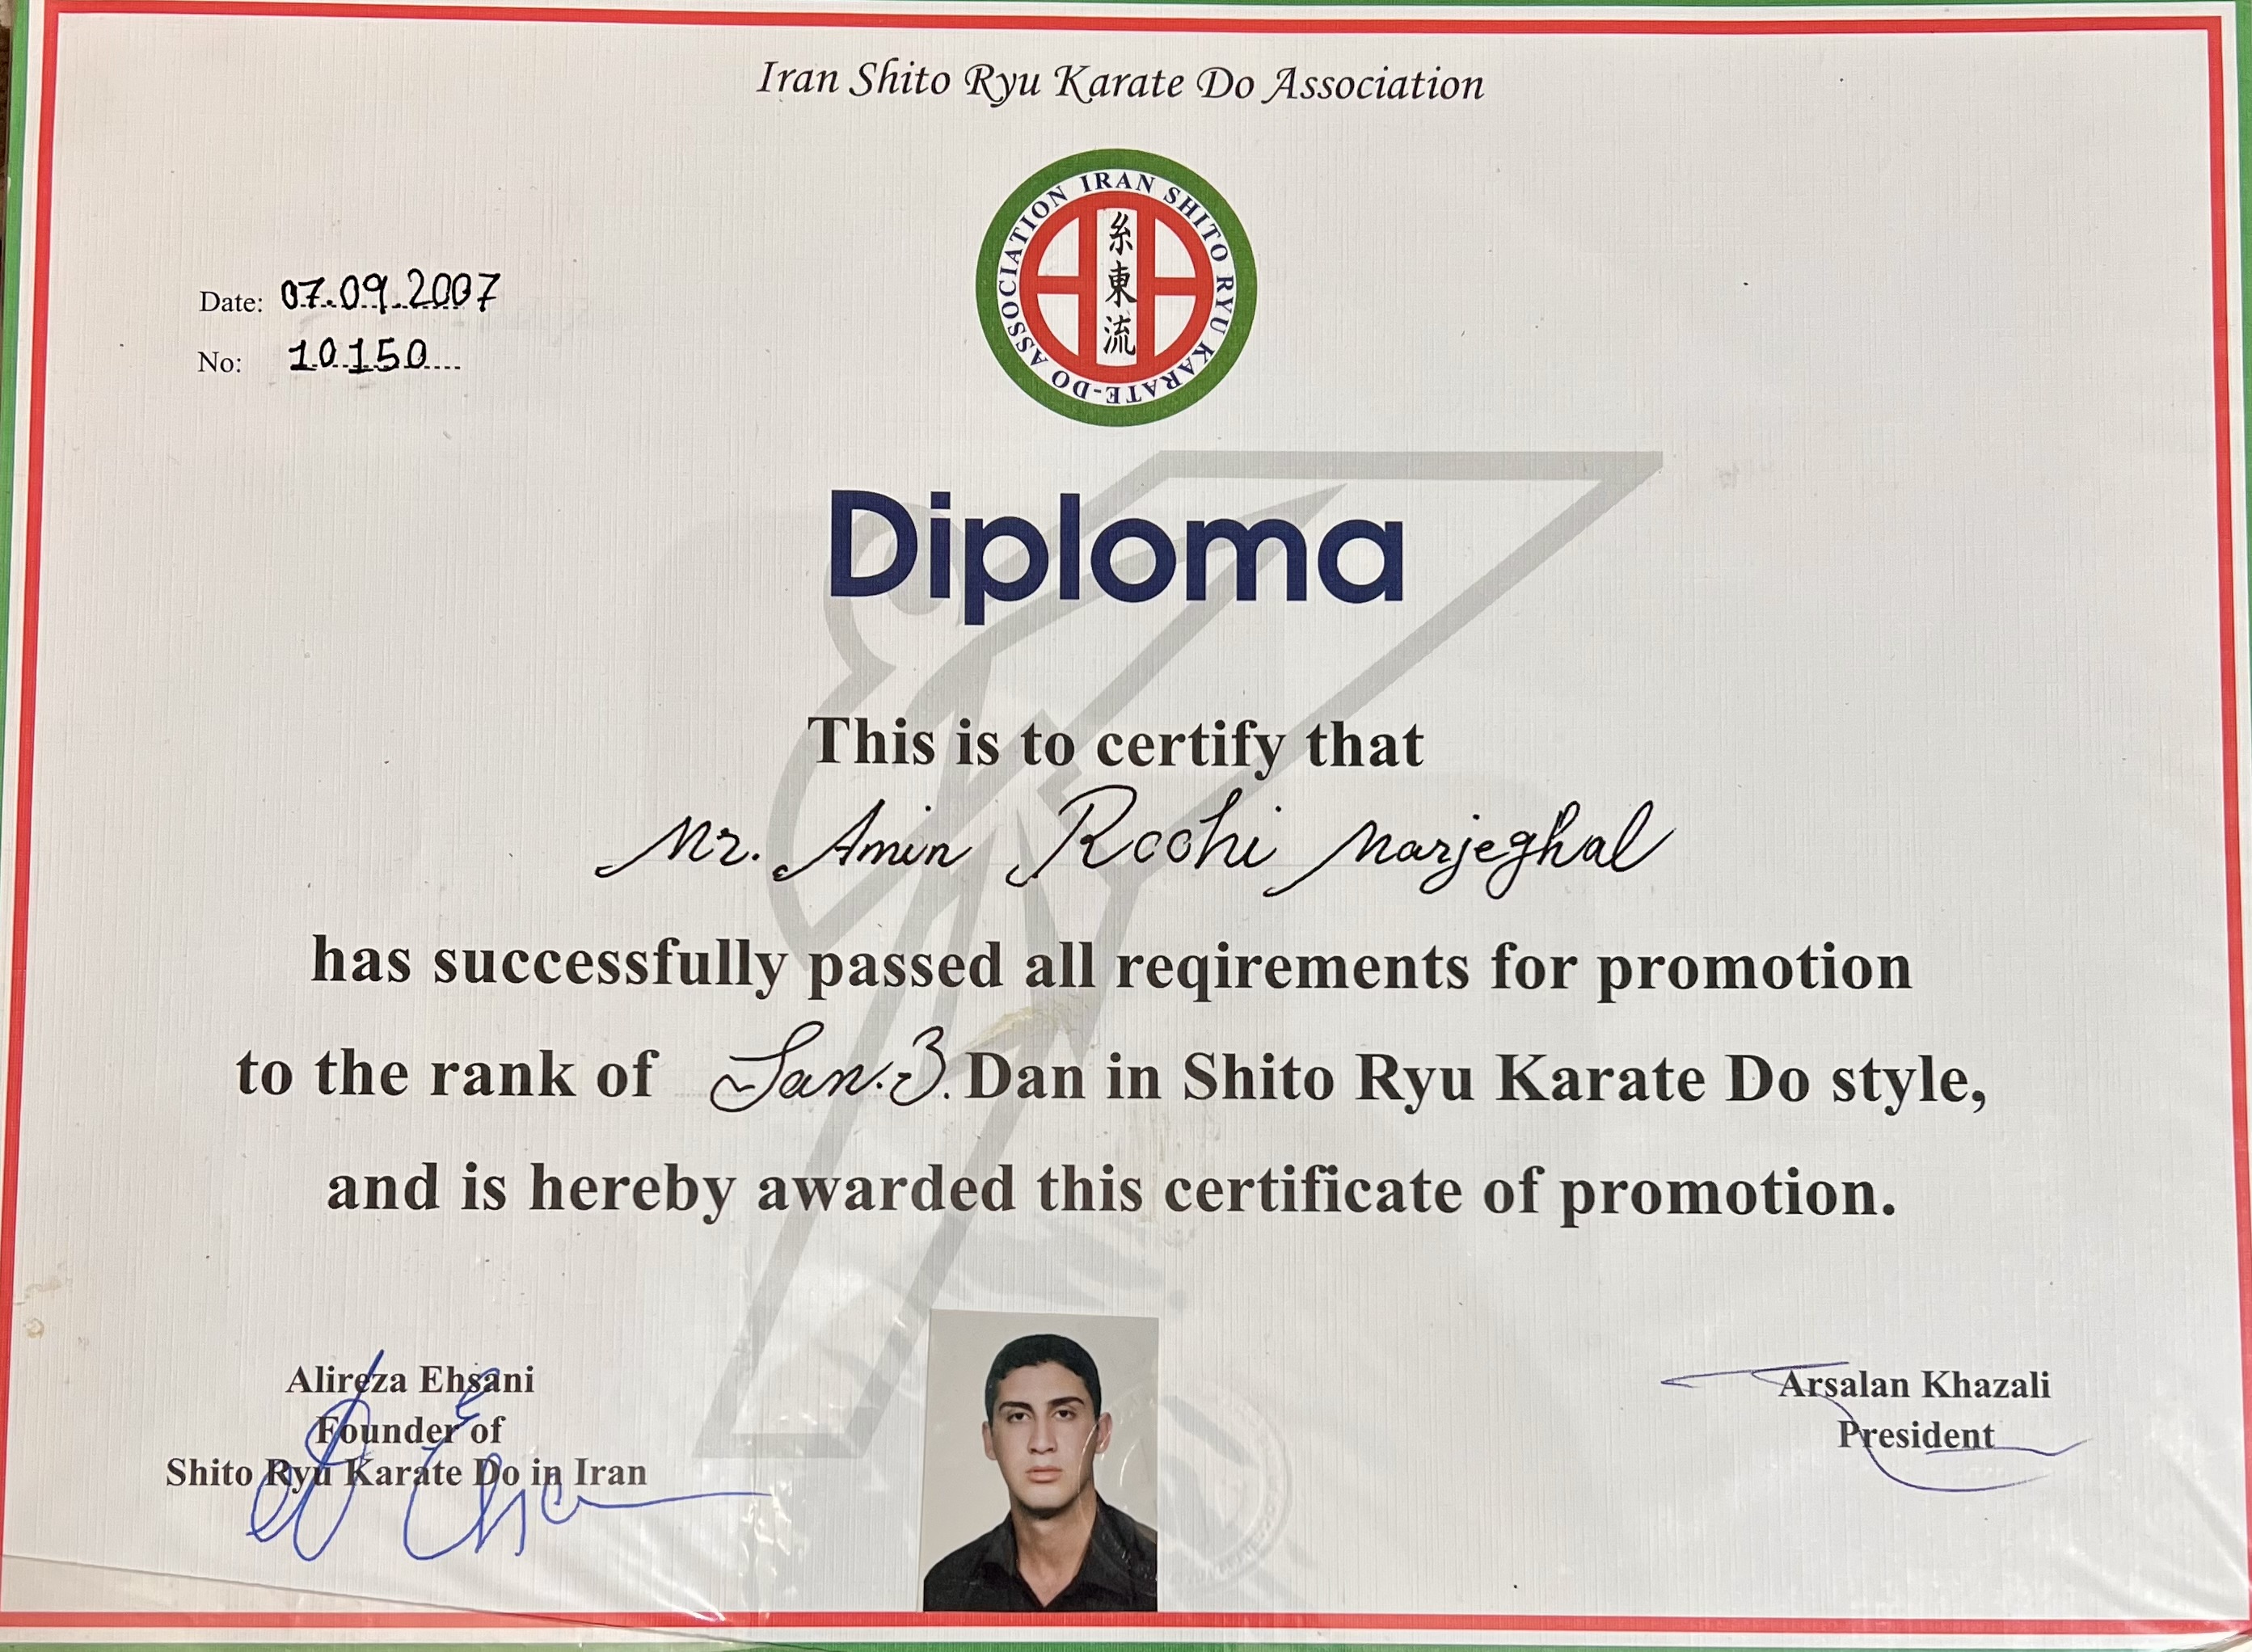 Iran Shito Ryu Karate Do Association
IRAN SHITO RYU KARATE-DO ASSOCIATION
糸
東
流
Date: 07.09.2007
No: 10150
Diploma
This is to certify that
Mr. Amin Roohi Marjeghal
has successfully passed all reqirements for promotion
to the rank of San.3. Dan in Shito Ryu Karate Do style,
and is hereby awarded this certificate of promotion.
Alireza Ehsani
Founder of
Shito Ryu Karate Do in Iran
Arsalan Khazali
President